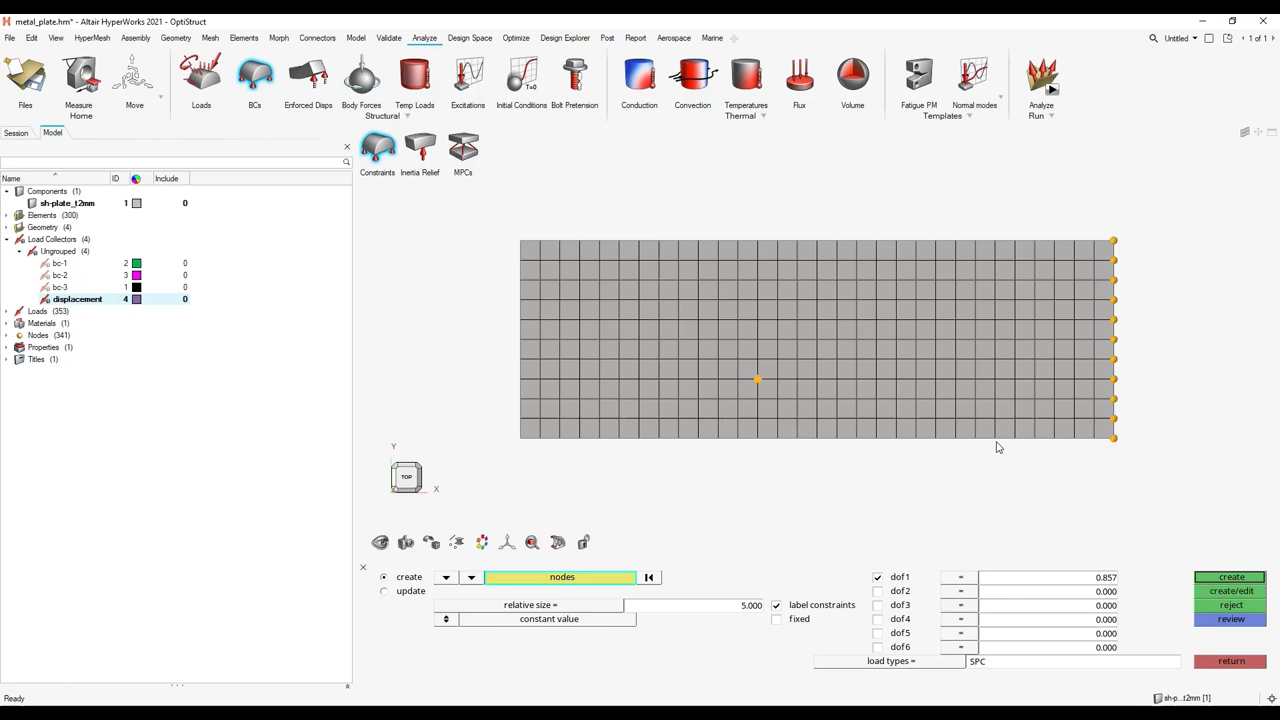 metal_plate.hm* - Altair HyperWorks 2021 - OptiStruct
File Edit View HyperMesh Assembly Geometry Mesh Elements Morph Connectors Model Validate Analyze Design Space Optimize Design Explorer Post Report Aerospace Marine Untitled 1 of 1
Files Measure Move Loads BCs Enforced Disps Body Forces Temp Loads Excitations Initial Conditions Bolt Pretension Conduction Convection Temperatures Flux Volume Fatigue PM Normal modes Analyze
Home Structural Thermal Templates Run
T=0
Session Model
Constraints Inertia Relief MPCs
Name ID Include
Components (1)
sh-plate_t2mm 1 0
Elements (300)
Geometry (4)
Load Collectors (4)
Ungrouped (4)
bc-1 2 0
bc-2 3 0
bc-3 1 0
displacement 4 0
Loads (353)
Materials (1)
Nodes (341)
Properties (1)
Titles (1)
Y
TOP
X
create nodes dof1 = 0.857 create
update dof2 = 0.000 create/edit
relative size = 5.000 label constraints dof3 = 0.000 reject
constant value fixed dof4 = 0.000 review
dof5 = 0.000
dof6 = 0.000
load types = SPC return
Ready sh-p...t2mm [1]